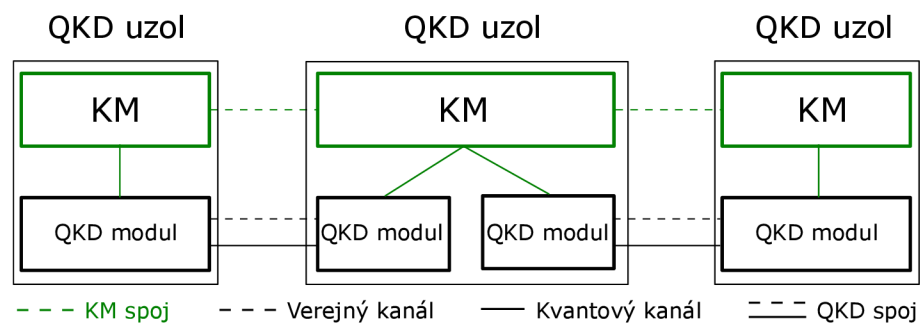 QKD uzol QKD uzol QKD uzol
KM KM KM
QKD modul QKD modul QKD modul QKD modul
KM spoj Verejný kanál Kvantový kanál QKD spoj